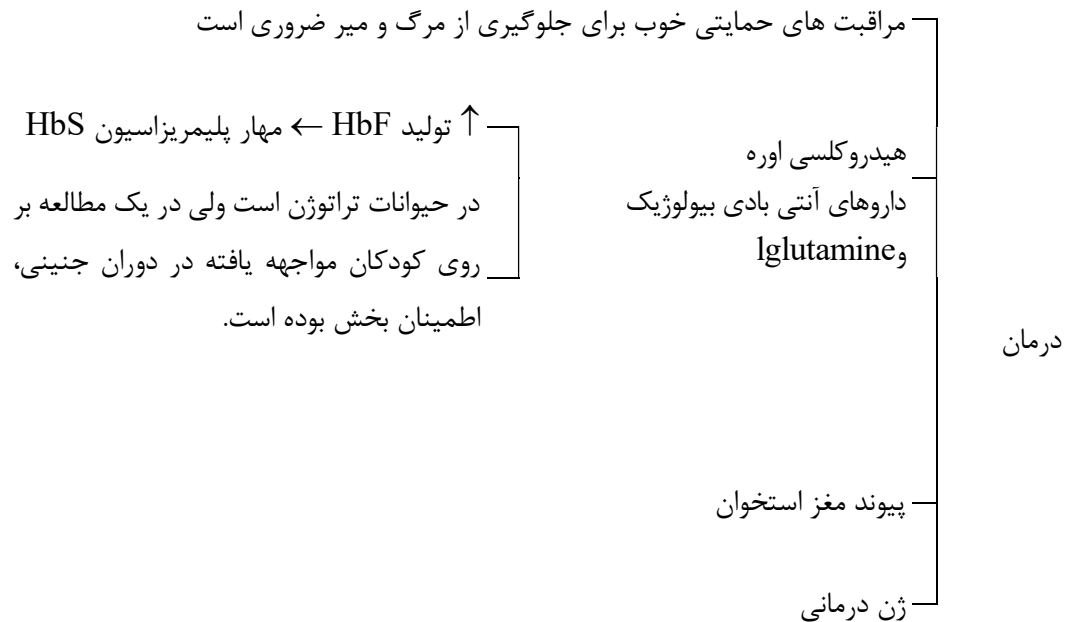 درمان
مراقبت های حمایتی خوب برای جلوگیری از مرگ و میر ضروری است
هیدروکلسی اوره
داروهای آنتی بادی بیولوژیک
وlglutamine
↑ تولید HbF ← مهار پلیمریزاسیون HbS
در حیوانات تراتوژن است ولی در یک مطالعه بر
روی کودکان مواجهه یافته در دوران جنینی،
اطمینان بخش بوده است.
پیوند مغز استخوان
ژن درمانی